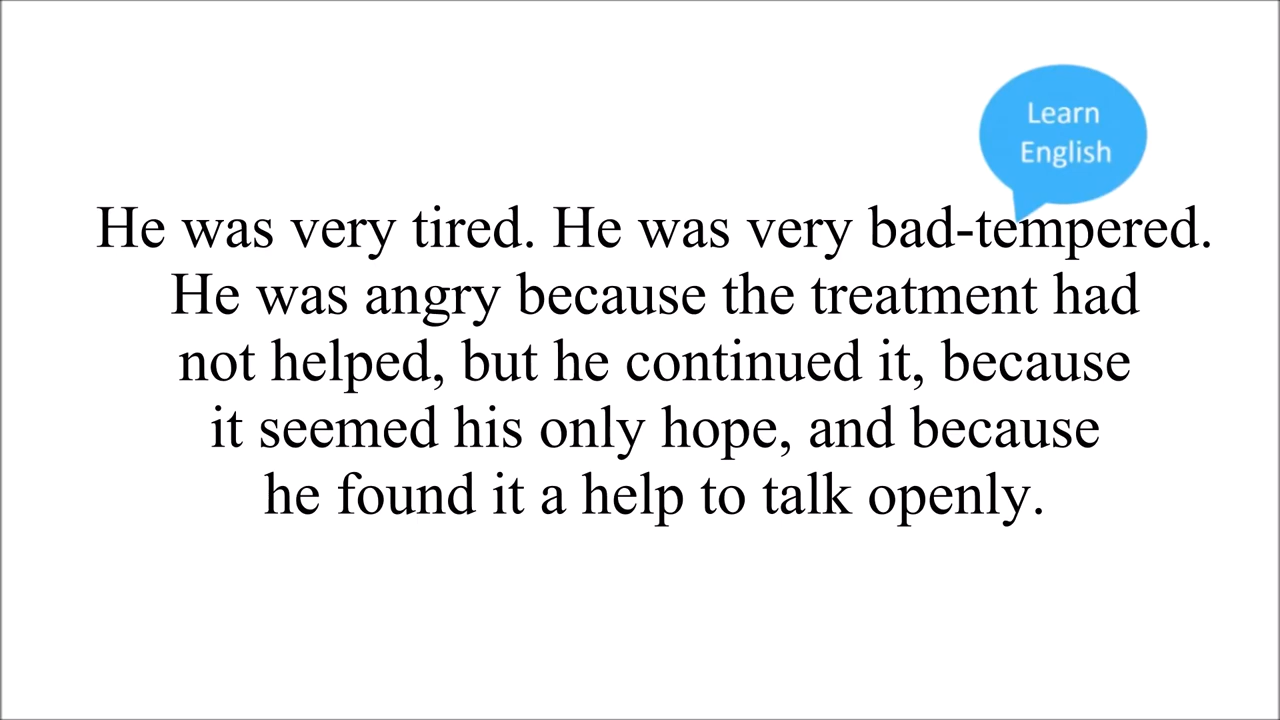 Learn
English
He was very tired. He was very bad-tempered.
He was angry because the treatment had
not helped, but he continued it, because
it seemed his only hope, and because
he found it a help to talk openly.